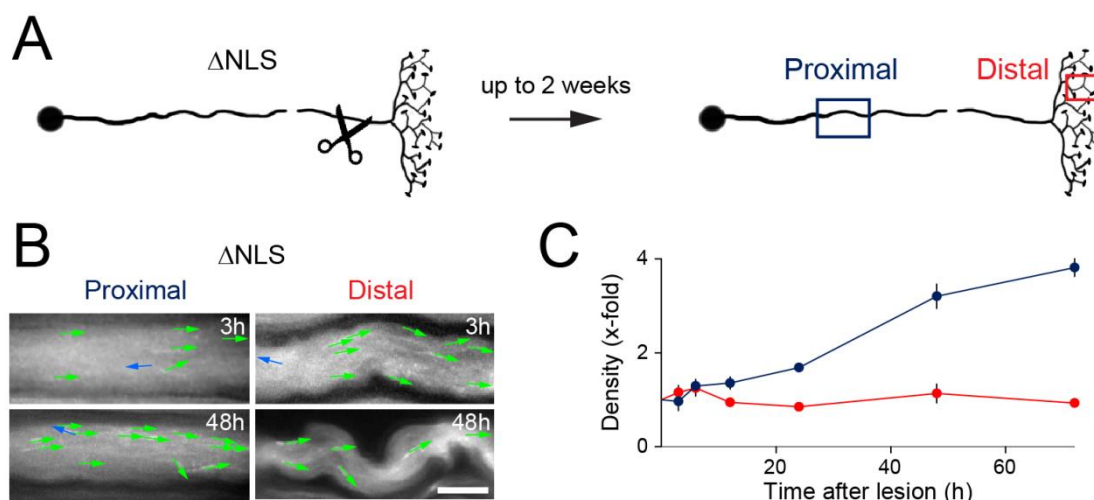 A
ΔNLS
up to 2 weeks
Proximal
Distal
B
ΔNLS
Proximal
Distal
3h
3h
48h
48h
C
Density (x-fold)
4
2
0
20
40
60
Time after lesion (h)